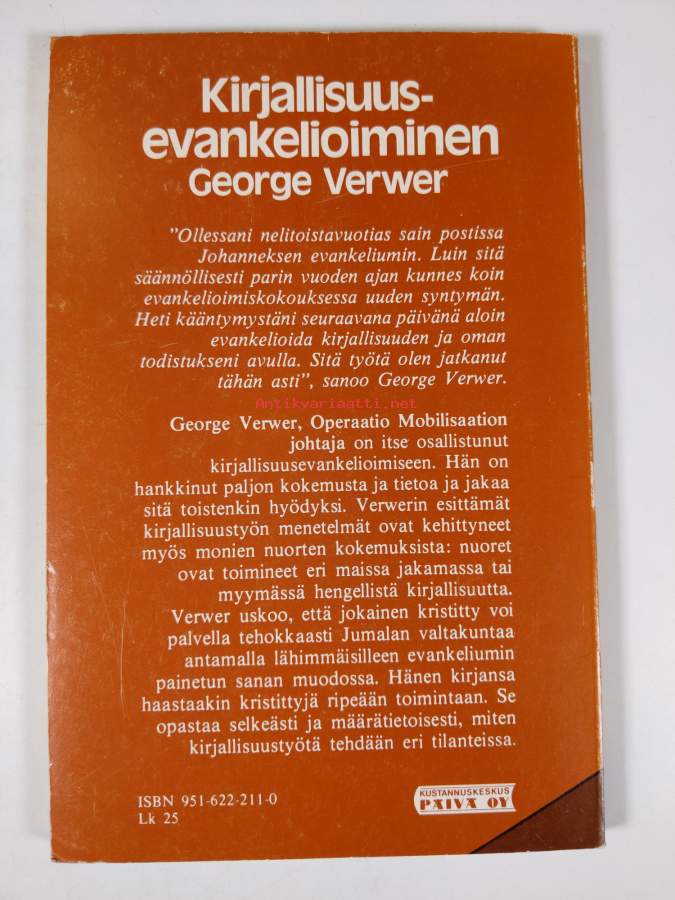 Kirjallisuus-
evankelioiminen
George Verwer
"Ollessani nelitoistavuotias sain postissa
Johanneksen evankeliumin. Luin sitä
säännöllisesti parin vuoden ajan kunnes koin
evankelioimiskokouksessa uuden syntymän.
Heti kääntymystäni seuraavana päivänä aloin
evankelioida kirjallisuuden ja oman
todistukseni avulla. Sitä työtä olen jatkanut
tähän asti", sanoo George Verwer.
Antikvariaatti.net
George Verwer, Operaatio Mobilisaation
johtaja on itse osallistunut
kirjallisuusevankelioimiseen. Hän on
hankkinut paljon kokemusta ja tietoa ja jakaa
sitä toistenkin hyödyksi. Verwerin esittämät
kirjallisuustyön menetelmät ovat kehittyneet
myös monien nuorten kokemuksista: nuoret
ovat toimineet eri maissa jakamassa tai
myymässä hengellistä kirjallisuutta.
Verwer uskoo, että jokainen kristitty voi
palvella tehokkaasti Jumalan valtakuntaa
antamalla lähimmäisilleen evankeliumin
painetun sanan muodossa. Hänen kirjansa
haastaakin kristittyjä ripeään toimintaan. Se
opastaa selkeästi ja määrätietoisesti, miten
kirjallisuustyötä tehdään eri tilanteissa.
ISBN 951-622-211-0
Lk 25
KUSTANNUSKESKUS
PÄIVÄ OY